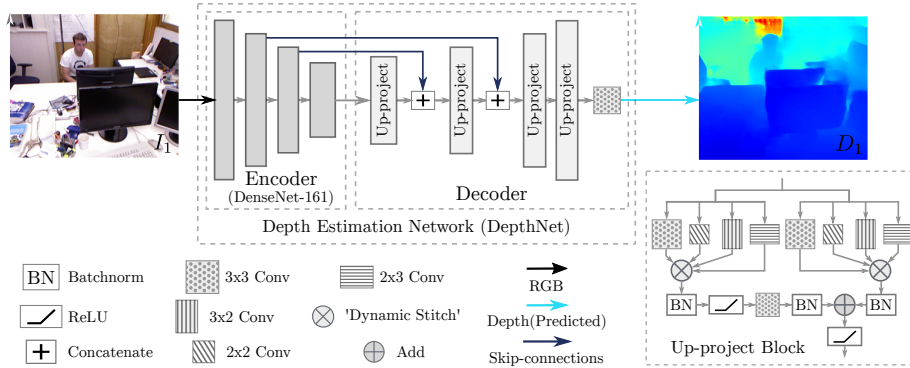 I₁
Encoder
(DenseNet-161)
Up-project
Up-project
Up-project
Up-project
Decoder
Depth Estimation Network (DepthNet)
D₁
BN Batchnorm
3x3 Conv
2x3 Conv
RGB
ReLU
3x2 Conv
'Dynamic Stitch'
Depth(Predicted)
Concatenate
2x2 Conv
Add
Skip-connections
BN
BN
BN
Up-project Block